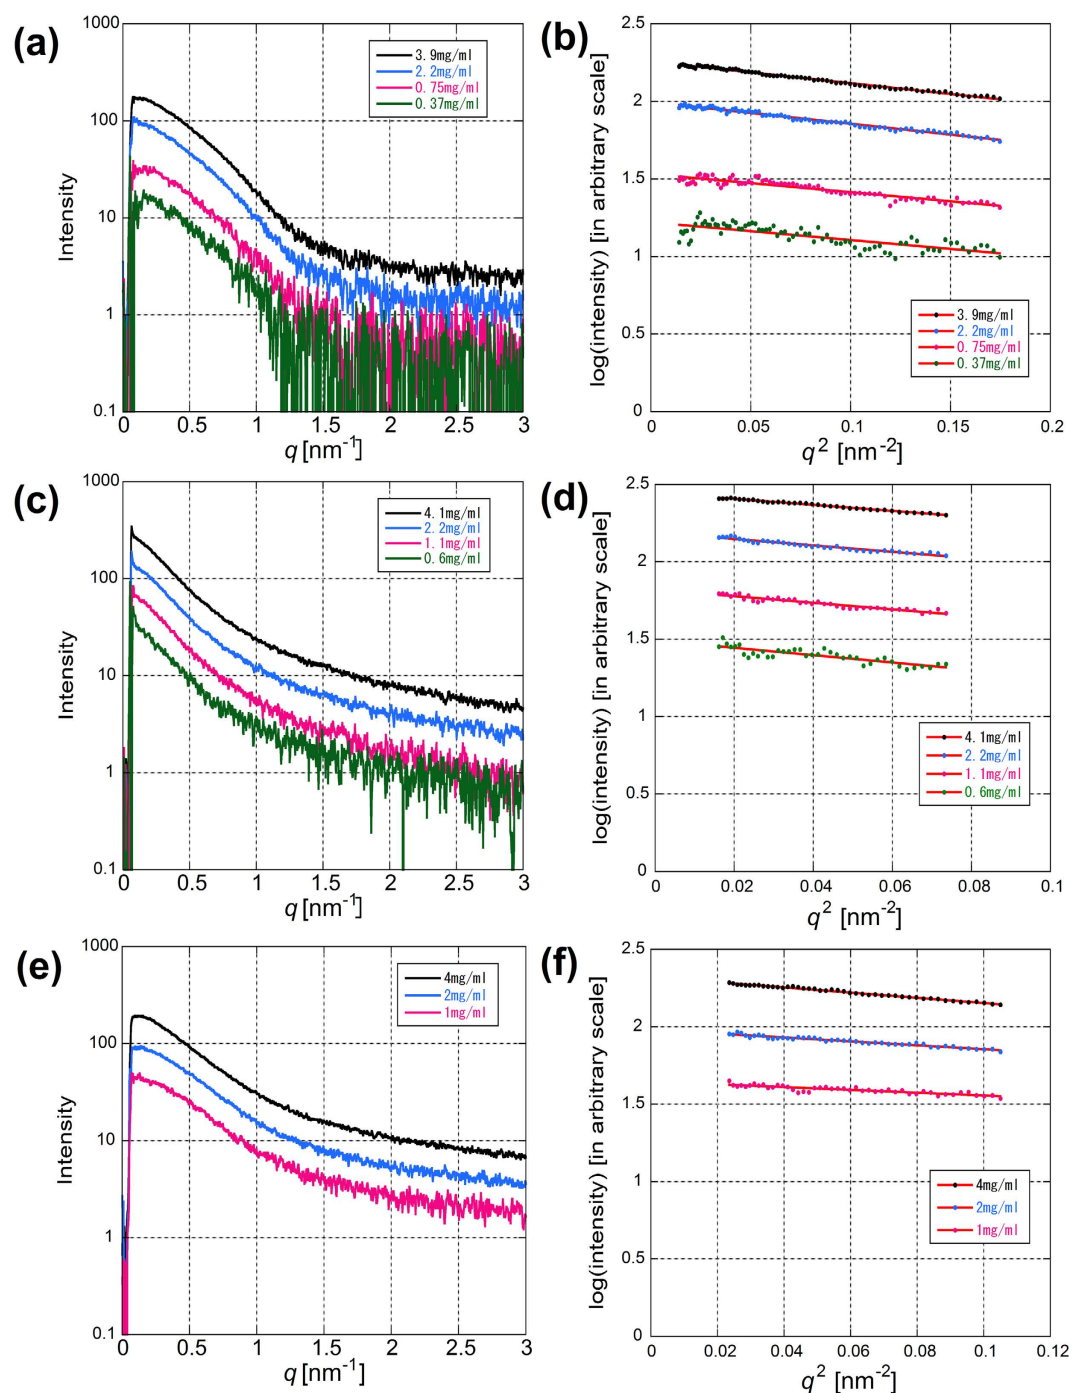 (a)
1000
100
10
1
0.1
Intensity
3.9mg/ml
2.2mg/ml
0.75mg/ml
0.37mg/ml
0 0.5 1 1.5 2 2.5 3
q [nm-1]
(b)
2.5
2
1.5
1
0.5
0
log(intensity) [in arbitrary scale]
3.9mg/ml
2.2mg/ml
0.75mg/ml
0.37mg/ml
0 0.05 0.1 0.15 0.2
q2 [nm-2]
(c)
1000
100
10
1
0.1
Intensity
4.1mg/ml
2.2mg/ml
1.1mg/ml
0.6mg/ml
0 0.5 1 1.5 2 2.5 3
q [nm-1]
(d)
2.5
2
1.5
1
0.5
0
log(intensity) [in arbitrary scale]
4.1mg/ml
2.2mg/ml
1.1mg/ml
0.6mg/ml
0 0.02 0.04 0.06 0.08 0.1
q2 [nm-2]
(e)
1000
100
10
1
0.1
Intensity
4mg/ml
2mg/ml
1mg/ml
0 0.5 1 1.5 2 2.5 3
q [nm-1]
(f)
2.5
2
1.5
1
0.5
0
log(intensity) [in arbitrary scale]
4mg/ml
2mg/ml
1mg/ml
0 0.02 0.04 0.06 0.08 0.1 0.12
q2 [nm-2]